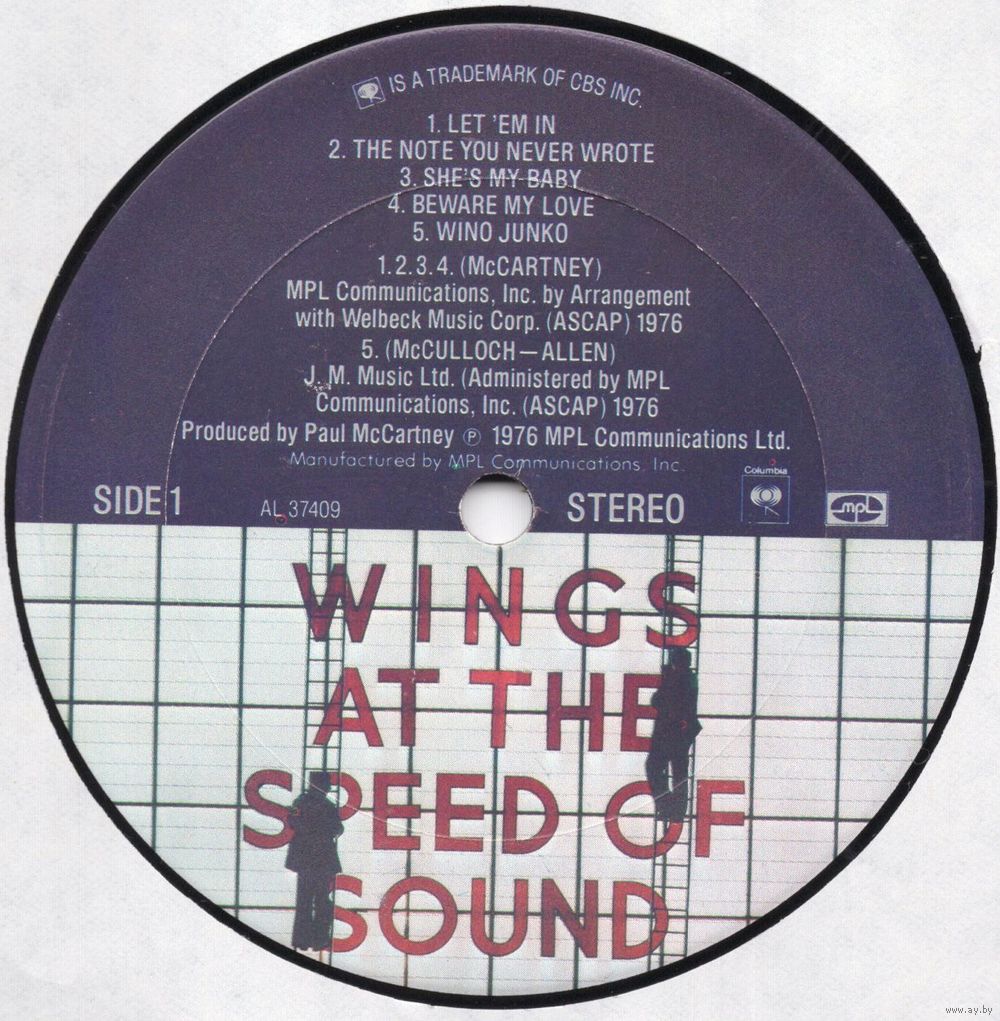 IS A TRADEMARK OF CBS INC.
1. LET 'EM IN
2. THE NOTE YOU NEVER WROTE
3. SHE'S MY BABY
4. BEWARE MY LOVE
5. WINO JUNKO
1.2.3.4. (McCARTNEY)
MPL Communications, Inc. by Arrangement
with Welbeck Music Corp. (ASCAP) 1976
5. (McCULLOCH—ALLEN)
J. M. Music Ltd. (Administered by MPL
Communications, Inc. (ASCAP) 1976
Produced by Paul McCartney ℗ 1976 MPL Communications Ltd.
Manufactured by MPL Communications, Inc.
Columbia
SIDE 1 AL 37409 STEREO mpl
WINGS
AT THE
SPEED OF
SOUND
www.ay.by